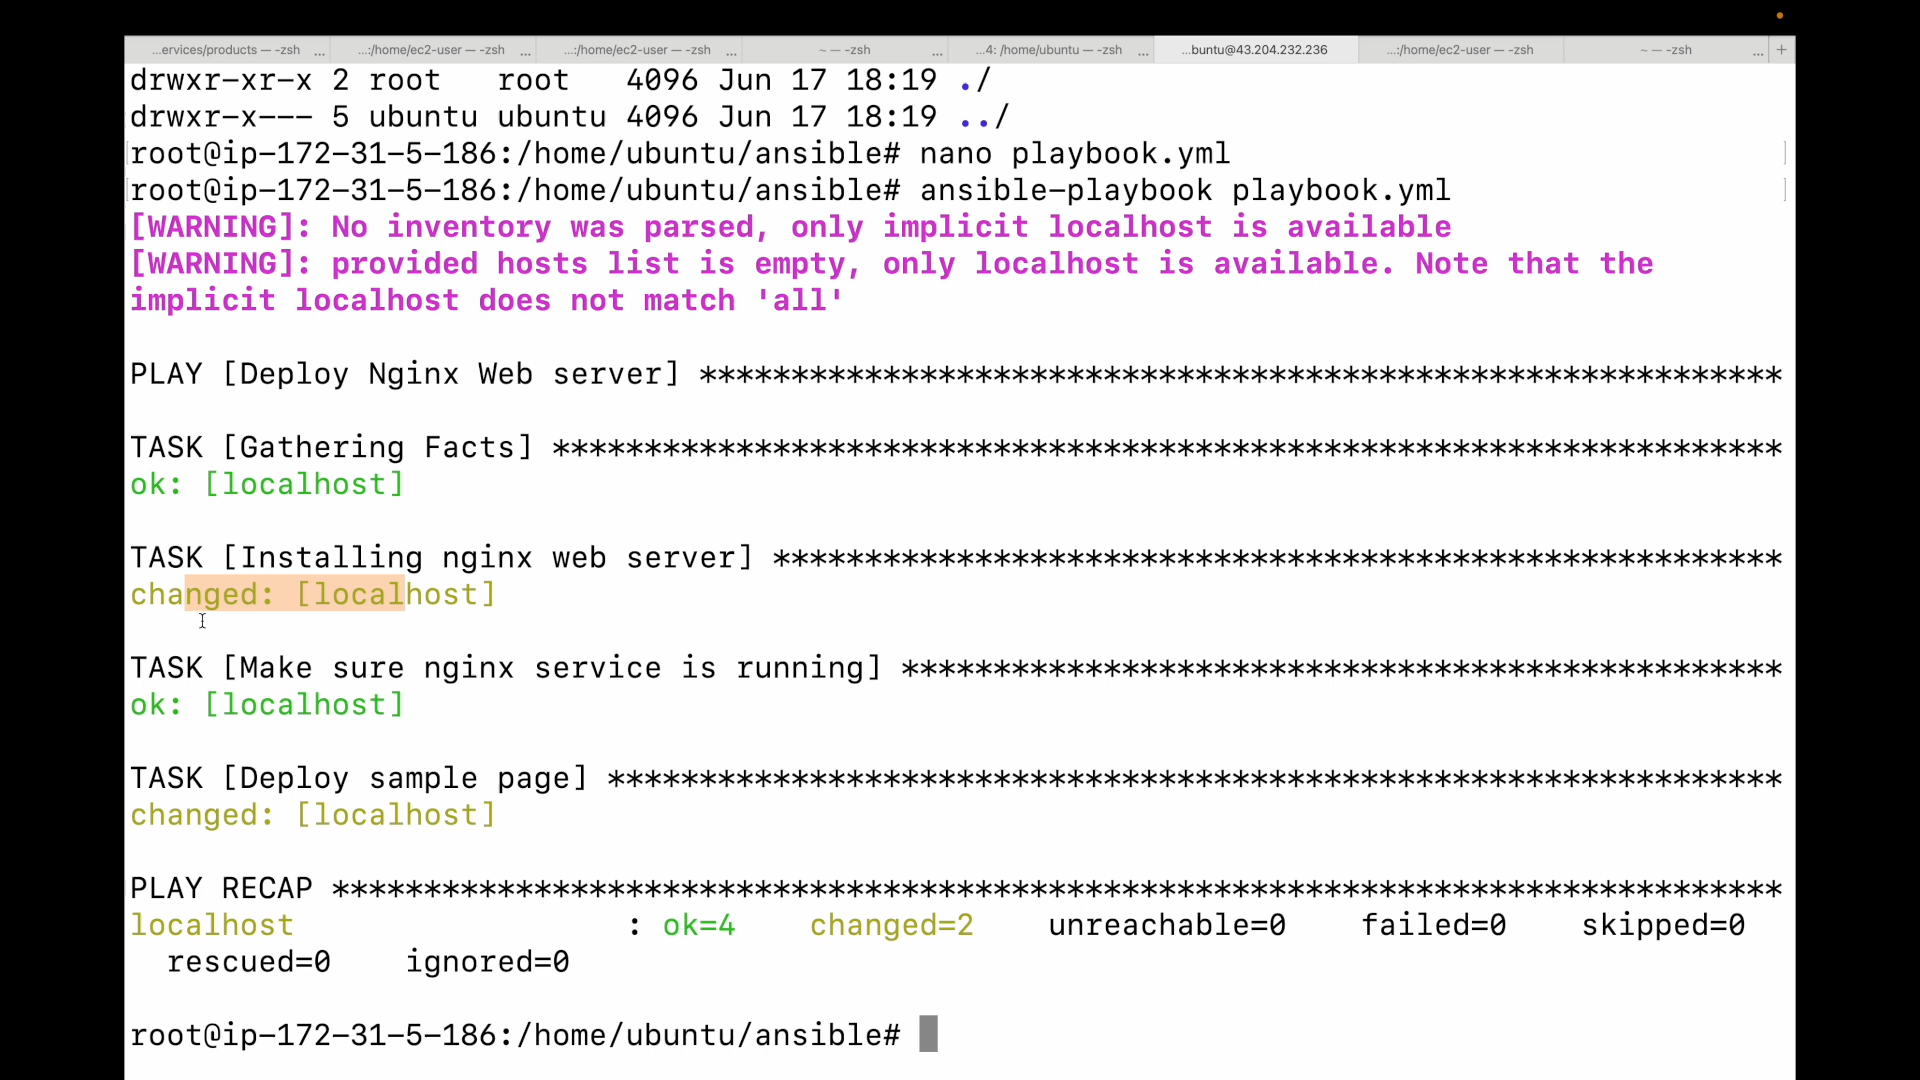 ...ervices/products — -zsh ... ...:/home/ec2-user — -zsh ... ...:/home/ec2-user — -zsh ... ~ — -zsh ... ...4: /home/ubuntu — -zsh ... ...buntu@43.204.232.236 ...:/home/ec2-user — -zsh ~ — -zsh ... +
drwxr-xr-x 2 root   root   4096 Jun 17 18:19 ./
drwxr-x--- 5 ubuntu ubuntu 4096 Jun 17 18:19 ../
root@ip-172-31-5-186:/home/ubuntu/ansible# nano playbook.yml
root@ip-172-31-5-186:/home/ubuntu/ansible# ansible-playbook playbook.yml
[WARNING]: No inventory was parsed, only implicit localhost is available
[WARNING]: provided hosts list is empty, only localhost is available. Note that the
implicit localhost does not match 'all'
PLAY [Deploy Nginx Web server] ***********************************************************
TASK [Gathering Facts] *******************************************************************
ok: [localhost]
TASK [Installing nginx web server] *******************************************************
changed: [localhost]
TASK [Make sure nginx service is running] ************************************************
ok: [localhost]
TASK [Deploy sample page] ****************************************************************
changed: [localhost]
PLAY RECAP *******************************************************************************
localhost                  : ok=4    changed=2    unreachable=0    failed=0    skipped=0
  rescued=0    ignored=0
root@ip-172-31-5-186:/home/ubuntu/ansible#